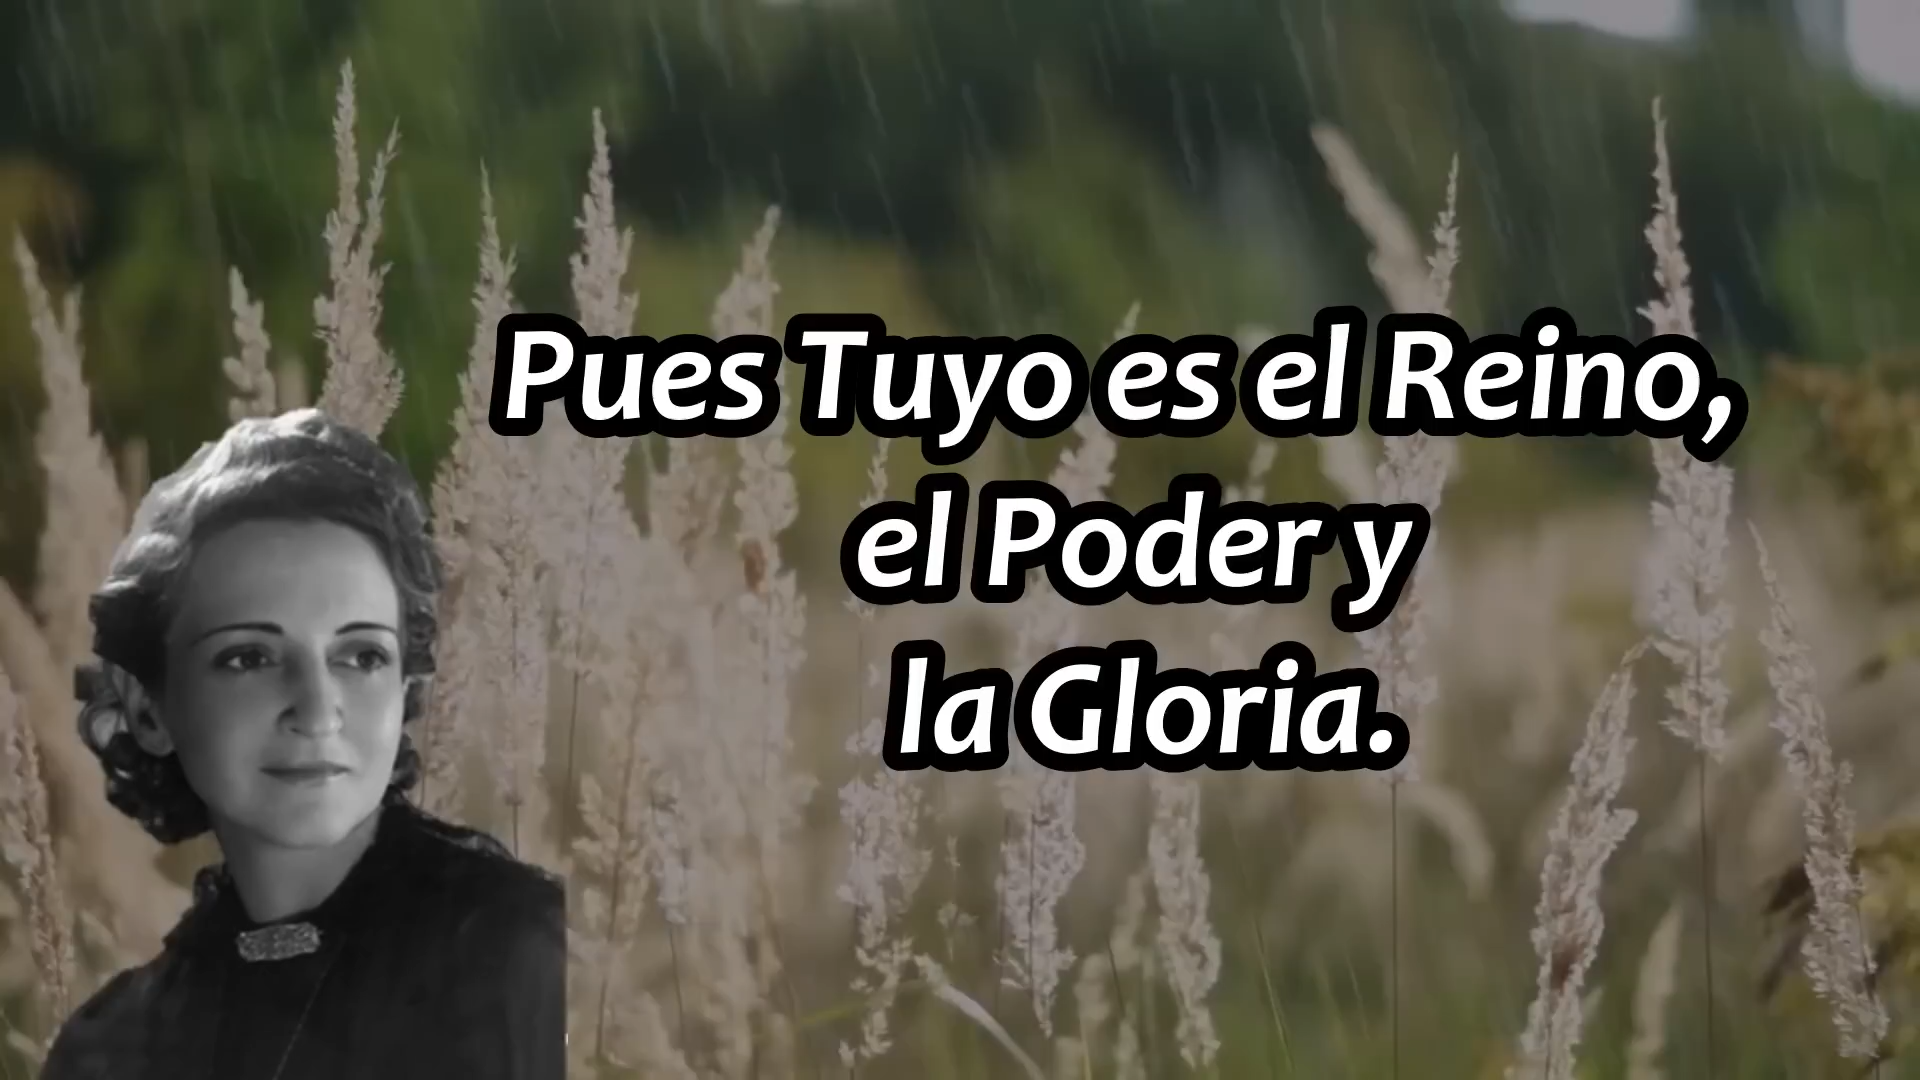 Pues Tuyo es el Reino,
el Poder y
la Gloria.